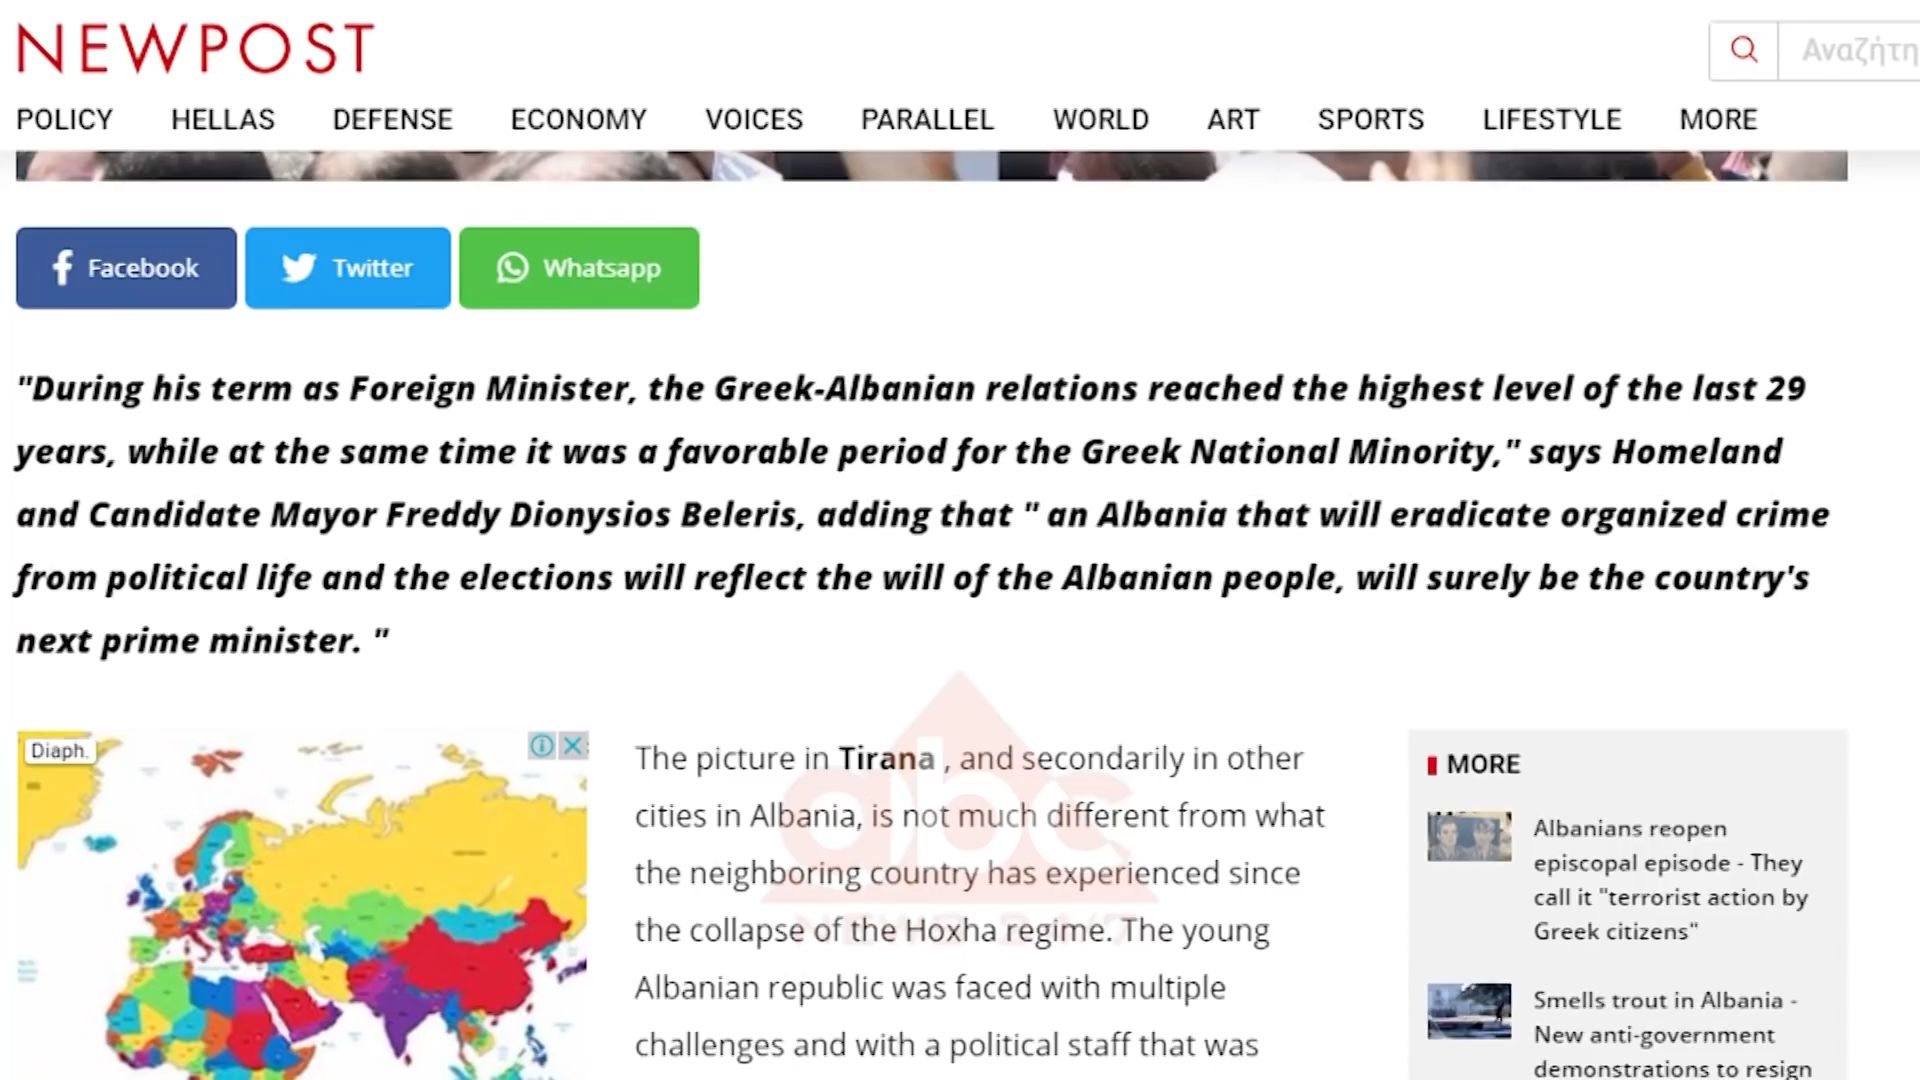 NEWPOST
Αναζήτη
POLICY HELLAS DEFENSE ECONOMY VOICES PARALLEL WORLD ART SPORTS LIFESTYLE MORE
Facebook Twitter Whatsapp
"During his term as Foreign Minister, the Greek-Albanian relations reached the highest level of the last 29
years, while at the same time it was a favorable period for the Greek National Minority," says Homeland
and Candidate Mayor Freddy Dionysios Beleris, adding that " an Albania that will eradicate organized crime
from political life and the elections will reflect the will of the Albanian people, will surely be the country's
next prime minister. "
Diaph.
The picture in Tirana , and secondarily in other
cities in Albania, is not much different from what
the neighboring country has experienced since
the collapse of the Hoxha regime. The young
Albanian republic was faced with multiple
challenges and with a political staff that was
abc
NEWS 24/7
MORE
Albanians reopen
episcopal episode - They
call it "terrorist action by
Greek citizens"
Smells trout in Albania -
New anti-government
demonstrations to resign